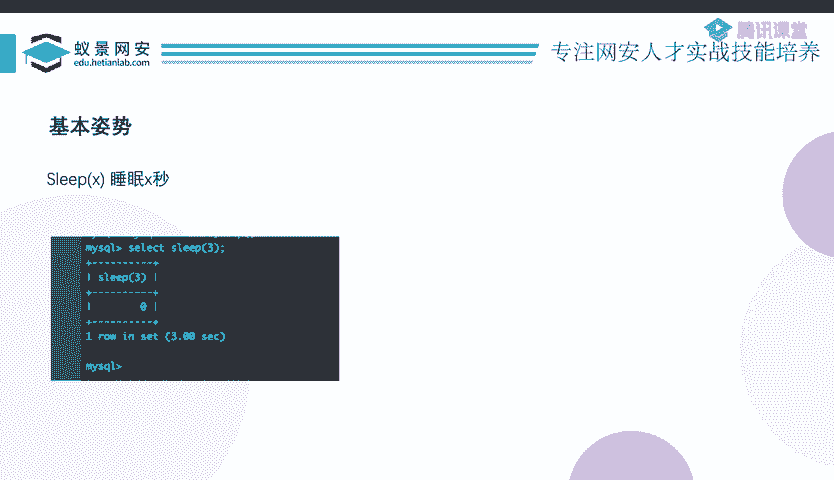 蚁景网安
edu.hetianlab.com
腾讯课堂
专注网安人才实战技能培养
基本姿势
Sleep(x) 睡眠x秒
mysql> select sleep(3);
+----------+
| sleep(3) |
+----------+
|        0 |
+----------+
1 row in set (3.00 sec)
mysql>